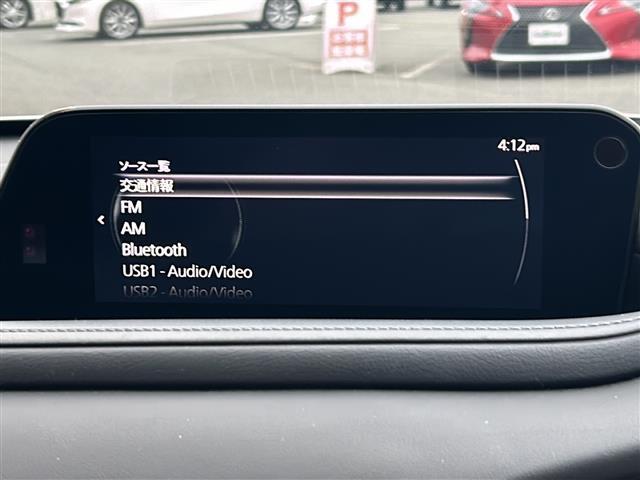 P
4:12pm
ソース一覧
交通情報
FM
AM
Bluetooth
USB1 - Audio/Video
USB2 - Audio/Video